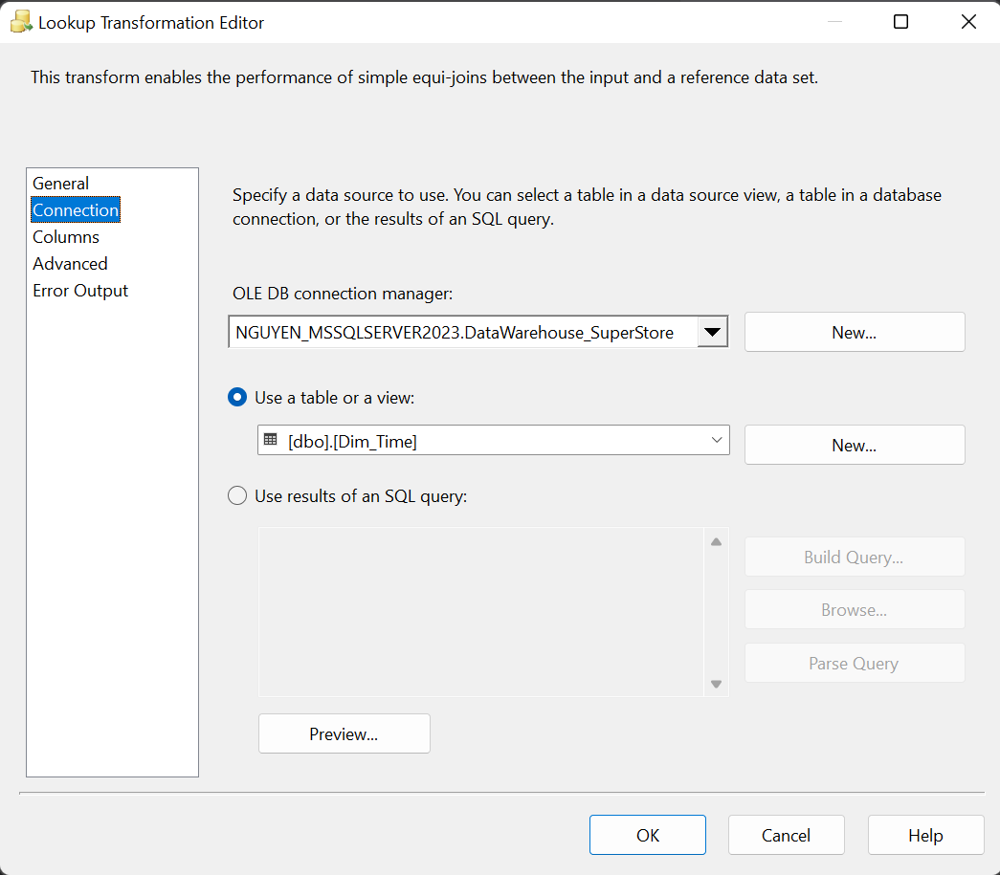 Lookup Transformation Editor
This transform enables the performance of simple equi-joins between the input and a reference data set.
General
Connection
Columns
Advanced
Error Output
Specify a data source to use. You can select a table in a data source view, a table in a database
connection, or the results of an SQL query.
OLE DB connection manager:
NGUYEN_MSSQLSERVER2023.DataWarehouse_SuperStore
New...
Use a table or a view:
[dbo].[Dim_Time]
New...
Use results of an SQL query:
Build Query...
Browse...
Parse Query
Preview...
OK
Cancel
Help